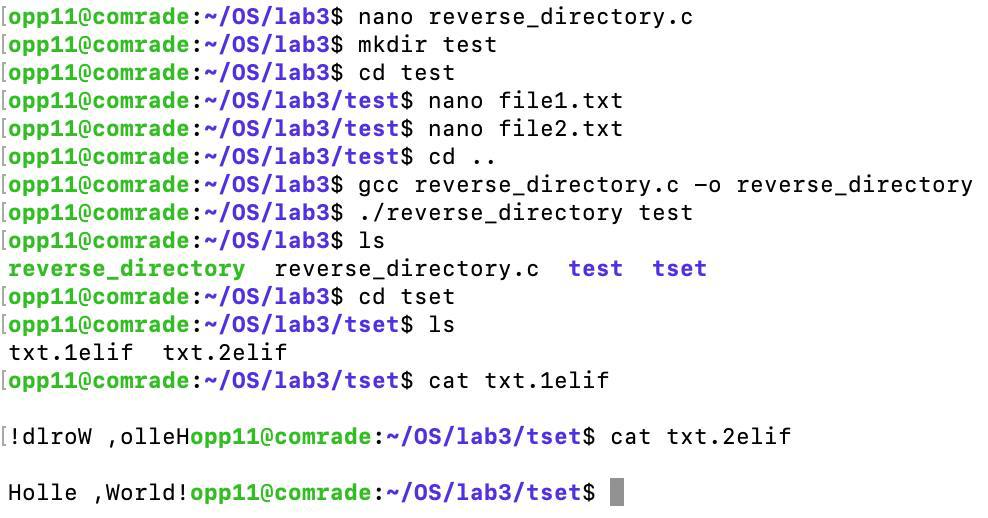 [opp11@comrade:~/OS/lab3$ nano reverse_directory.c
[opp11@comrade:~/OS/lab3$ mkdir test
[opp11@comrade:~/OS/lab3$ cd test
[opp11@comrade:~/OS/lab3/test$ nano file1.txt
[opp11@comrade:~/OS/lab3/test$ nano file2.txt
[opp11@comrade:~/OS/lab3/test$ cd ..
[opp11@comrade:~/OS/lab3$ gcc reverse_directory.c -o reverse_directory
[opp11@comrade:~/OS/lab3$ ./reverse_directory test
[opp11@comrade:~/OS/lab3$ ls
reverse_directory  reverse_directory.c  test  tset
[opp11@comrade:~/OS/lab3$ cd tset
[opp11@comrade:~/OS/lab3/tset$ ls
txt.1elif  txt.2elif
[opp11@comrade:~/OS/lab3/tset$ cat txt.1elif
[!dlroW ,olleHopp11@comrade:~/OS/lab3/tset$ cat txt.2elif
Holle ,World!opp11@comrade:~/OS/lab3/tset$